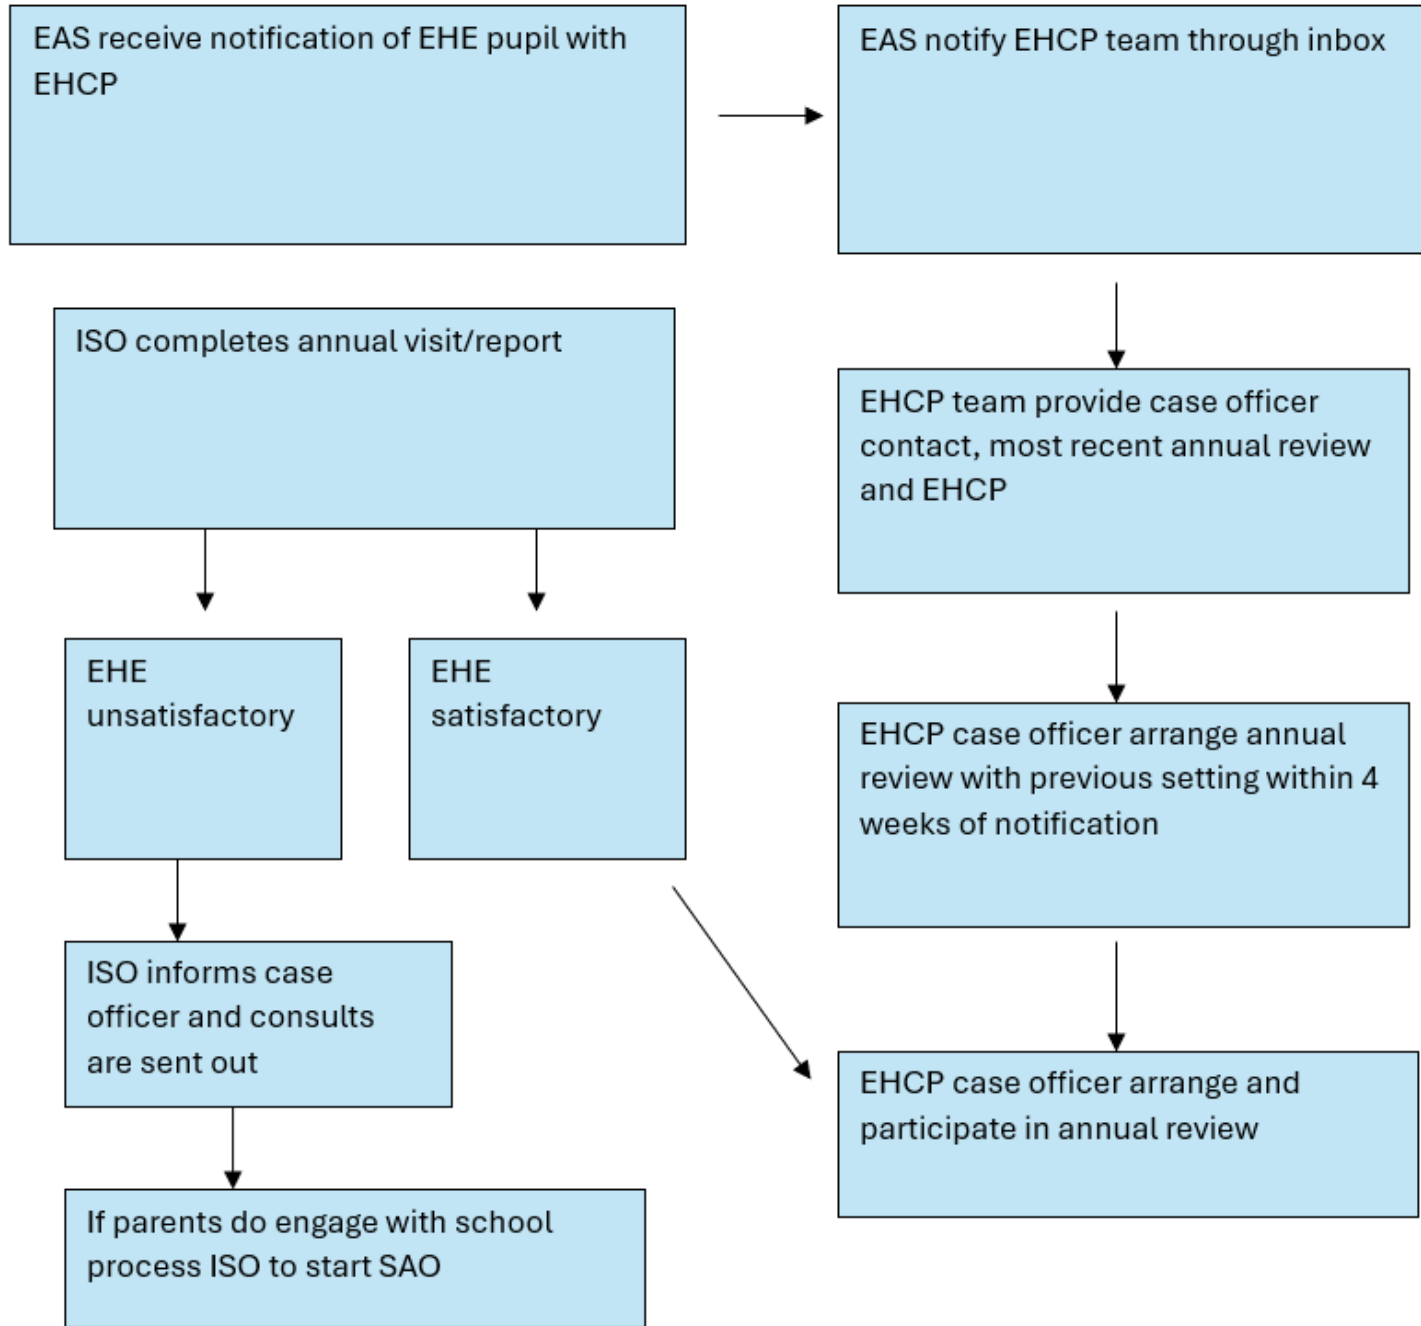 EAS receive notification of EHE pupil with
EHCP
EAS notify EHCP team through inbox
EHCP team provide case officer
contact, most recent annual review
and EHCP
EHCP case officer arrange annual
review with previous setting within 4
weeks of notification
EHCP case officer arrange and
participate in annual review
ISO completes annual visit/report
EHE
unsatisfactory
EHE
satisfactory
ISO informs case
officer and consults
are sent out
If parents do engage with school
process ISO to start SAO